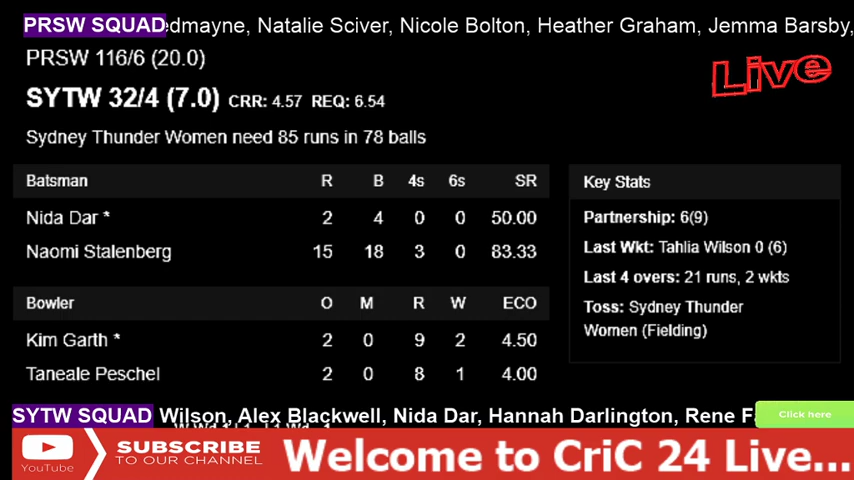 PRSW SQUAD edmayne, Natalie Sciver, Nicole Bolton, Heather Graham, Jemma Barsby,
PRSW 116/6 (20.0)
Live
SYTW 32/4 (7.0) CRR: 4.57 REQ: 6.54
Sydney Thunder Women need 85 runs in 78 balls
Batsman R B 4s 6s SR
Nida Dar * 2 4 0 0 50.00
Naomi Stalenberg 15 18 3 0 83.33
Bowler O M R W ECO
Kim Garth * 2 0 9 2 4.50
Taneale Peschel 2 0 8 1 4.00
Key Stats
Partnership: 6(9)
Last Wkt: Tahlia Wilson 0 (6)
Last 4 overs: 21 runs, 2 wkts
Toss: Sydney Thunder
Women (Fielding)
SYTW SQUAD Wilson, Alex Blackwell, Nida Dar, Hannah Darlington, Rene F
Click here
YouTube
SUBSCRIBE
TO OUR CHANNEL
Welcome to CriC 24 Live...